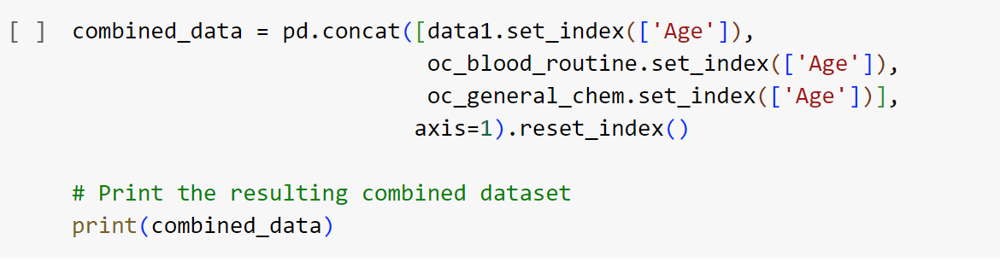 [ ] combined_data = pd.concat([data1.set_index(['Age']),
oc_blood_routine.set_index(['Age']),
oc_general_chem.set_index(['Age'])],
axis=1).reset_index()
# Print the resulting combined dataset
print(combined_data)